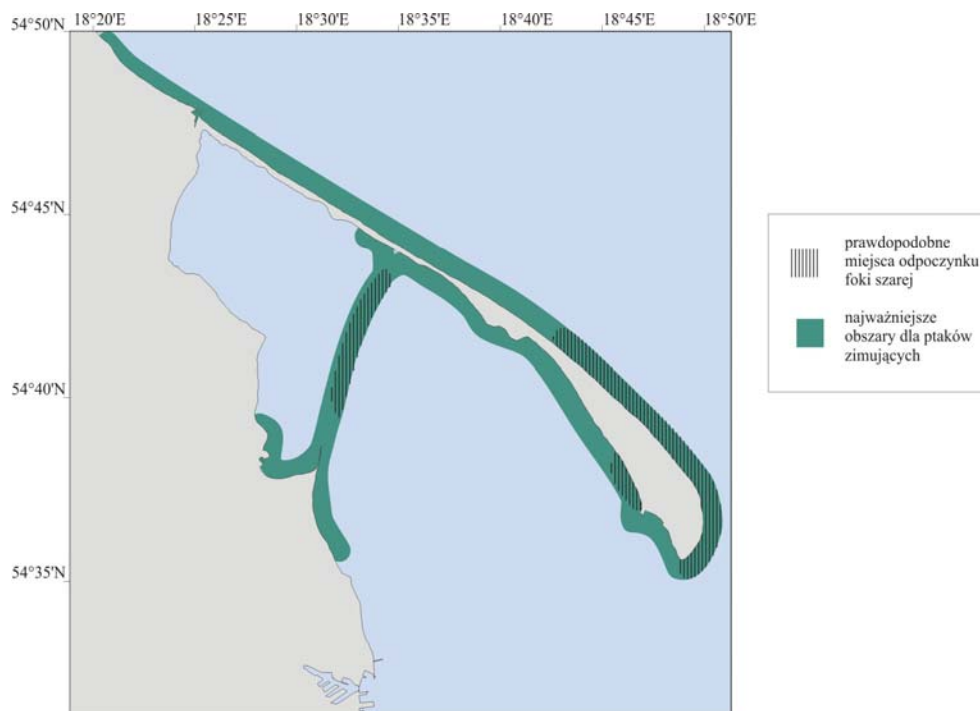 18°20'E 18°25'E 18°30'E 18°35'E 18°40'E 18°45'E 18°50'E
54°50'N
54°45'N
54°40'N
54°35'N
prawdopodobne
miejsca odpoczynku
foki szarej
najważniejsze
obszary dla ptaków
zimujących